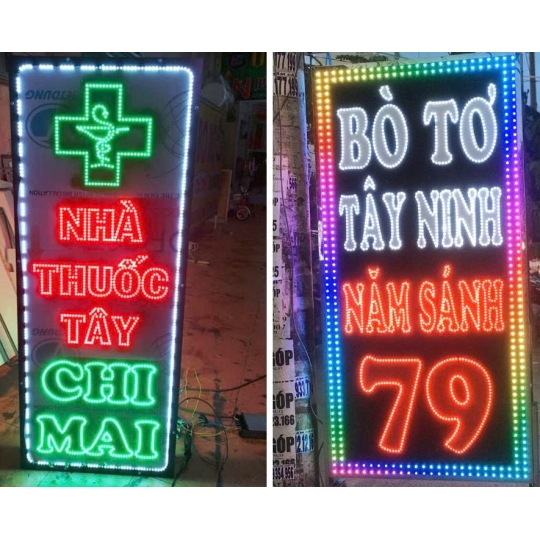 NHÀ
THUỐC
TÂY
CHI
MAI
BÒ TƠ
TÂY NINH
NĂM SÁNH
79